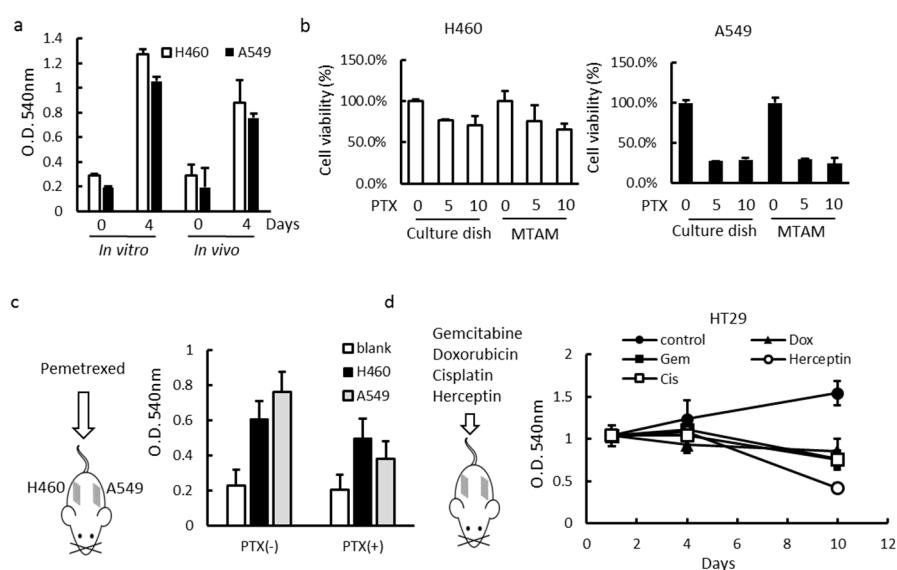 a
1.4
1.2
1
0.8
0.6
0.4
0.2
0
O.D. 540nm
H460 A549
0 4 0 4 Days
In vitro In vivo
b
H460
150.0%
100.0%
50.0%
0.0%
Cell viability (%)
PTX 0 5 10 0 5 10
Culture dish MTAM
A549
150.0%
100.0%
50.0%
0.0%
Cell viability (%)
PTX 0 5 10 0 5 10
Culture dish MTAM
c
Pemetrexed
H460 A549
1
0.8
0.6
0.4
0.2
0
O.D. 540nm
blank
H460
A549
PTX(-) PTX(+)
d
Gemcitabine
Doxorubicin
Cisplatin
Herceptin
HT29
control Dox
Gem Herceptin
Cis
2
1.5
1
0.5
0
O.D. 540nm
0 2 4 6 8 10 12
Days